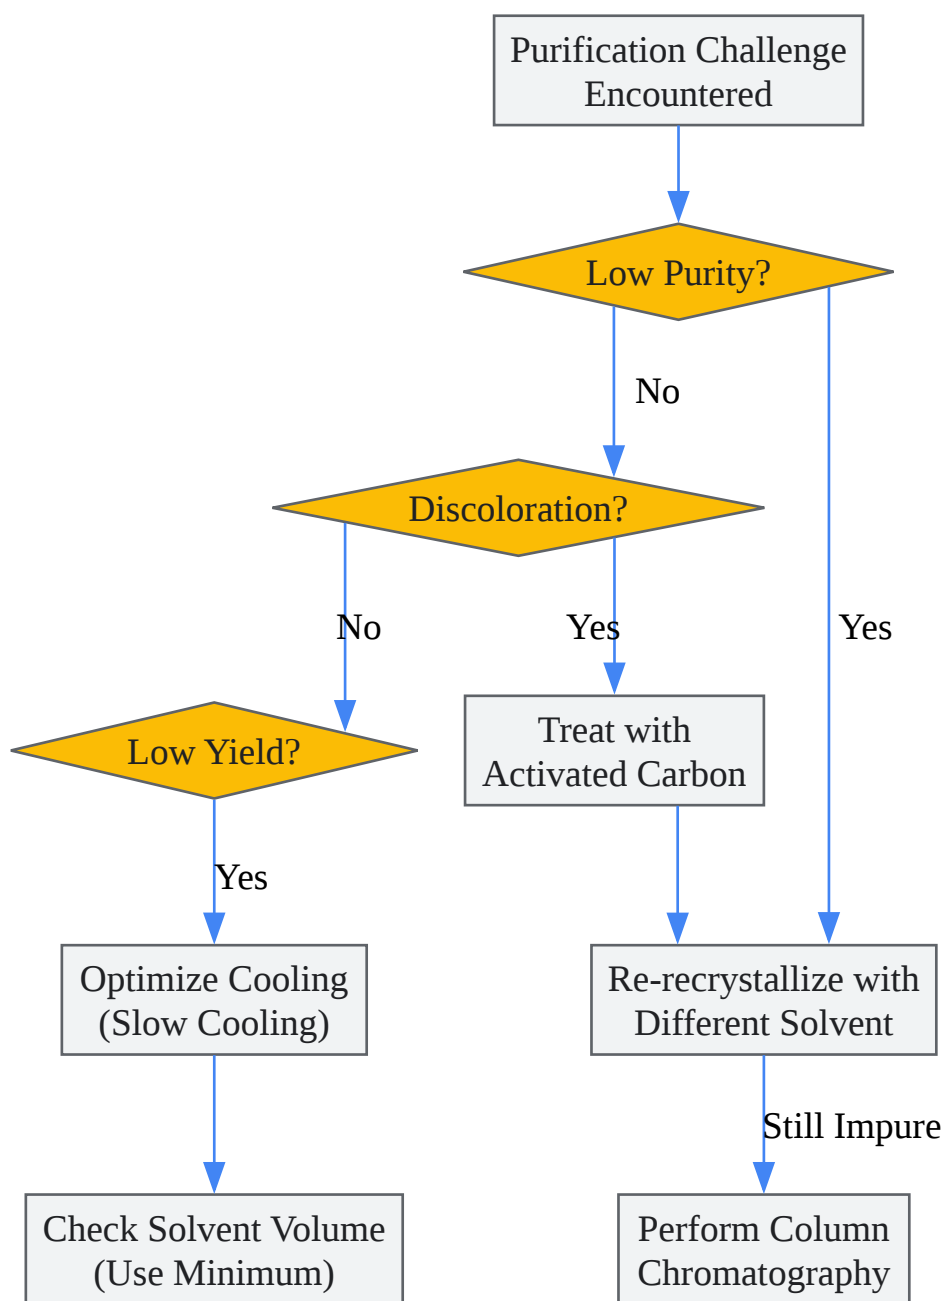 Purification Challenge
Encountered
Low Purity?
No
Discoloration?
No
Yes
Yes
Treat with
Activated Carbon
Low Yield?
Yes
Optimize Cooling
(Slow Cooling)
Re-recrystallize with
Different Solvent
Still Impure
Check Solvent Volume
(Use Minimum)
Perform Column
Chromatography